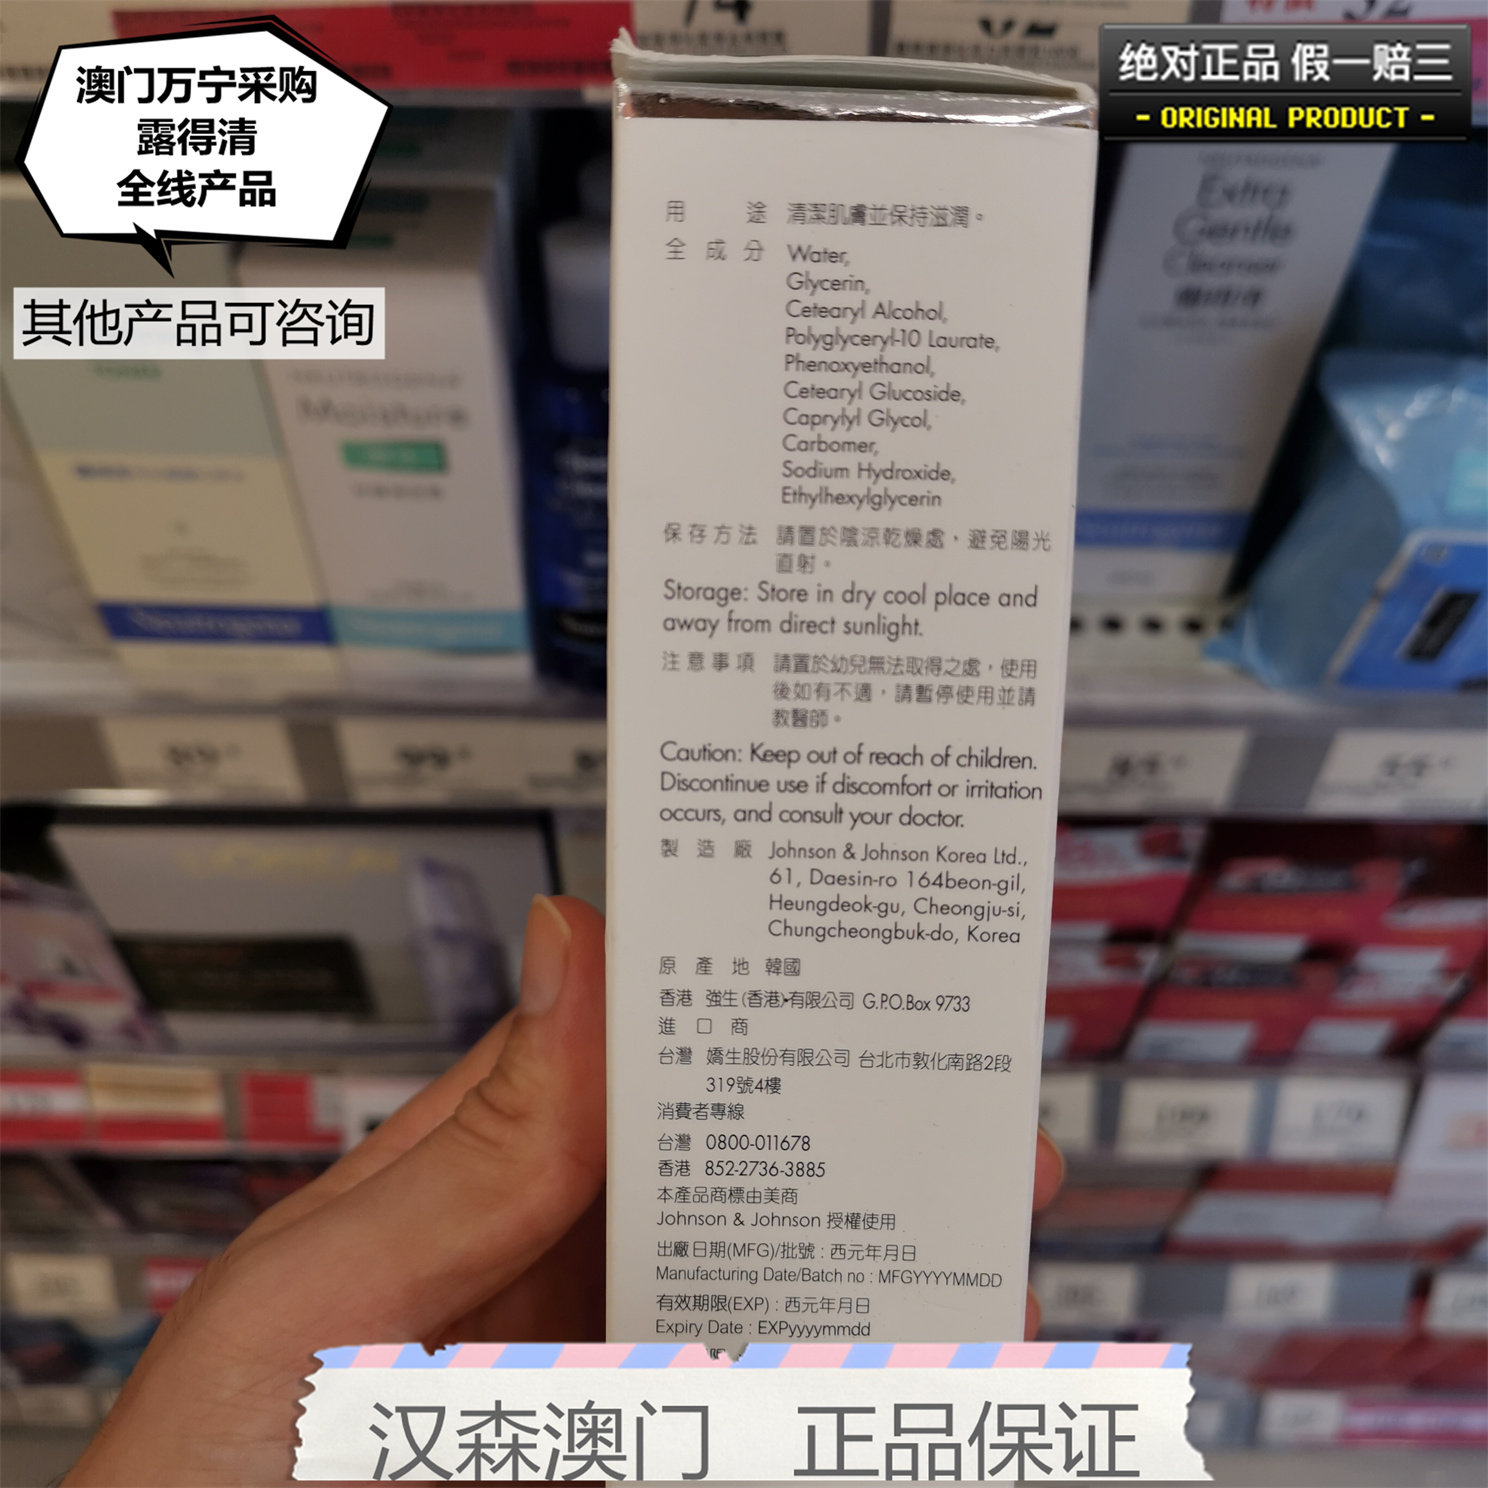 澳门万宁采购
露得清
全线产品
其他产品可咨询
绝对正品 假一赔三
- ORIGINAL PRODUCT -
Extra
Gentle
Cleanser
Moisture
Neutrogena
用途 清潔肌膚並保持滋潤。
全成分 Water,
Glycerin,
Cetearyl Alcohol,
Polyglyceryl-10 Laurate,
Phenoxyethanol,
Cetearyl Glucoside,
Caprylyl Glycol,
Carbomer,
Sodium Hydroxide,
Ethylhexylglycerin
保存方法 請置於陰涼乾燥處，避免陽光
直射。
Storage: Store in dry cool place and
away from direct sunlight.
注意事項 請置於幼兒無法取得之處，使用
後如有不適，請暫停使用並請
教醫師。
Caution: Keep out of reach of children.
Discontinue use if discomfort or irritation
occurs, and consult your doctor.
製造廠 Johnson & Johnson Korea Ltd.,
61, Daesin-ro 164beon-gil,
Heungdeok-gu, Cheongju-si,
Chungcheongbuk-do, Korea
原產地 韓國
香港 強生(香港)有限公司 G.P.O.Box 9733
進口商
台灣 嬌生股份有限公司 台北市敦化南路2段
319號4樓
消費者專線
台灣 0800-011678
香港 852-2736-3885
本產品商標由美商
Johnson & Johnson 授權使用
出廠日期(MFG)/批號 : 西元年月日
Manufacturing Date/Batch no : MFGYYYYMMDD
有效期限(EXP) : 西元年月日
Expiry Date : EXPyyyymmdd
汉森澳门 正品保证